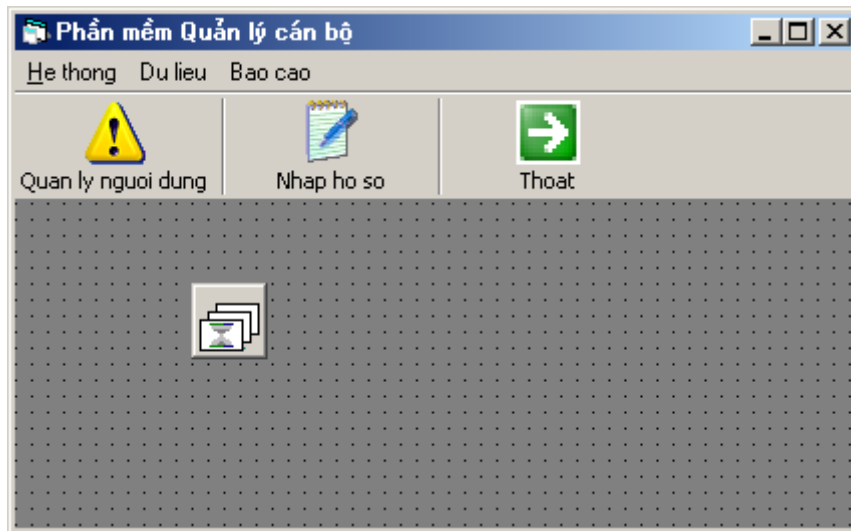 Phần mềm Quản lý cán bộ
He thong Du lieu Bao cao
Quan ly nguoi dung Nhap ho so Thoat